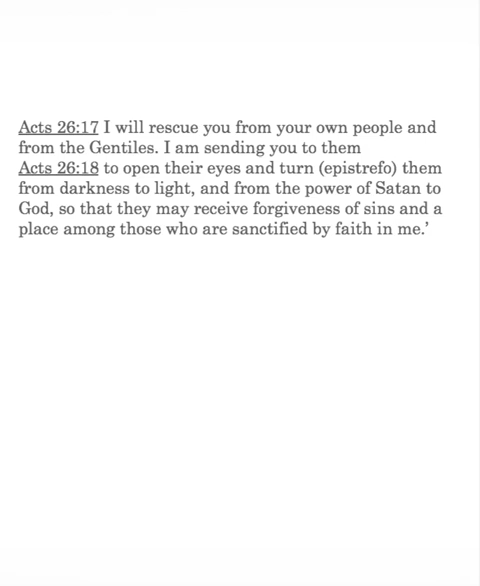 Acts 26:17 I will rescue you from your own people and
from the Gentiles. I am sending you to them
Acts 26:18 to open their eyes and turn (epistrefo) them
from darkness to light, and from the power of Satan to
God, so that they may receive forgiveness of sins and a
place among those who are sanctified by faith in me.’